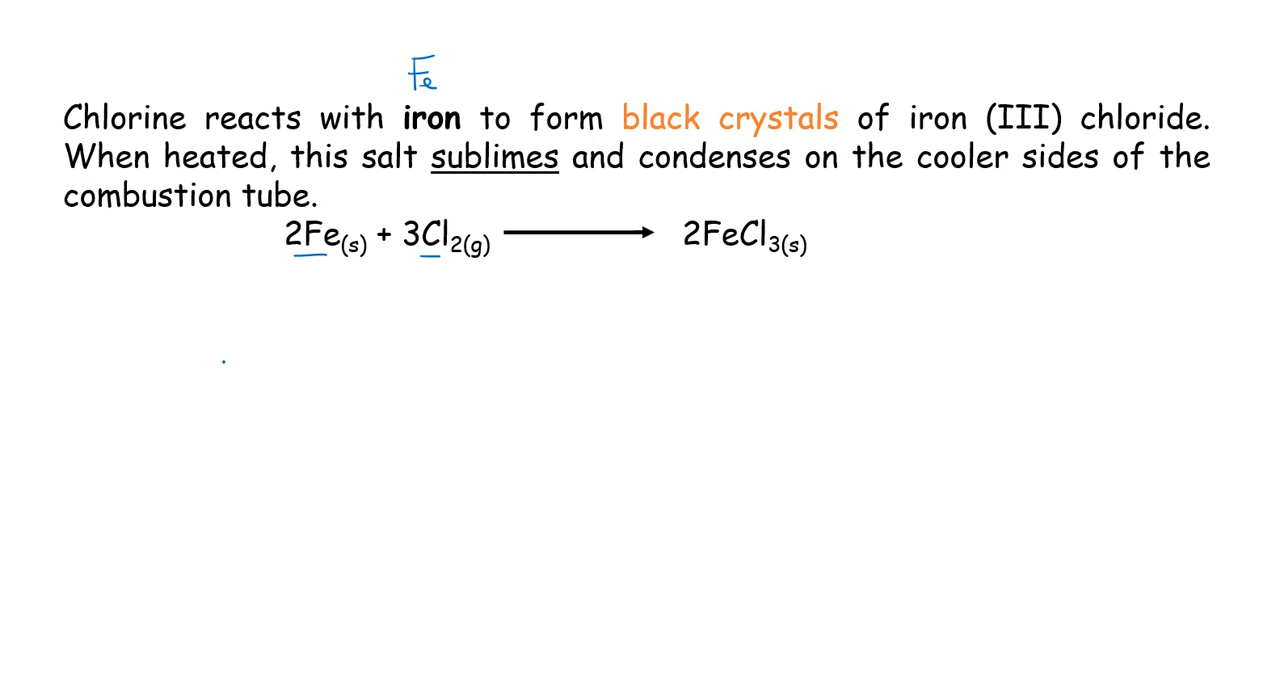 Fe
Chlorine reacts with iron to form black crystals of iron (III) chloride.
When heated, this salt sublimes and condenses on the cooler sides of the
combustion tube.
2Fe(s) + 3Cl2(g) ⟶ 2FeCl3(s)